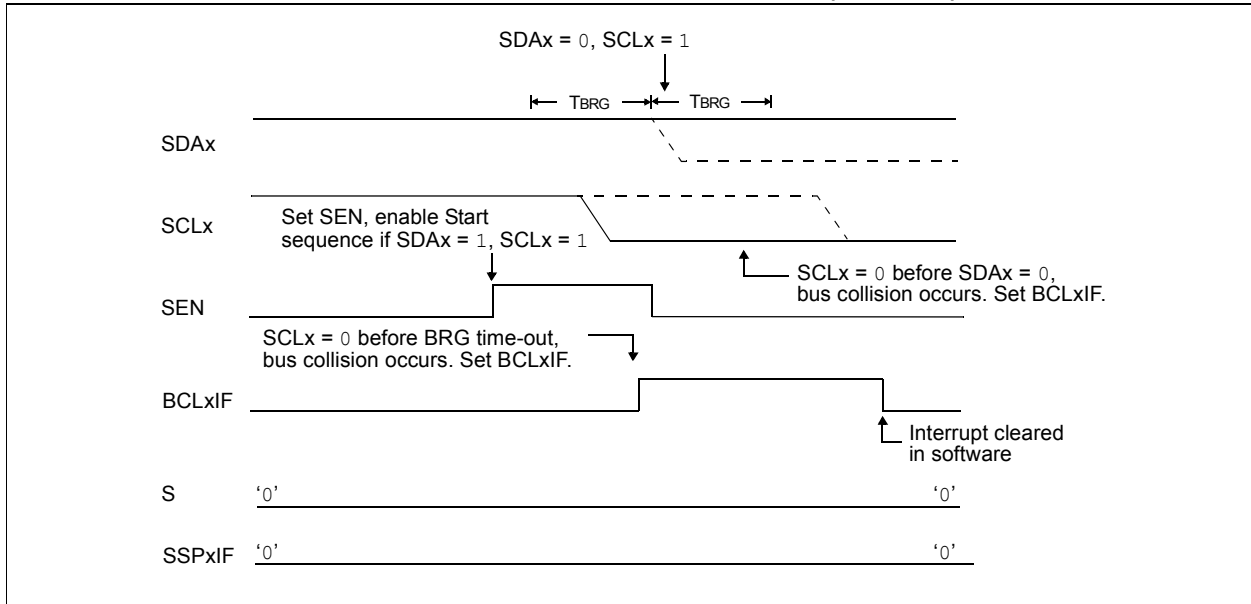 SDAx = 0, SCLx = 1
TBRG TBRG
SDAx
SCLx
Set SEN, enable Start
sequence if SDAx = 1, SCLx = 1
SCLx = 0 before SDAx = 0,
bus collision occurs. Set BCLxIF.
SEN
SCLx = 0 before BRG time-out,
bus collision occurs. Set BCLxIF.
BCLxIF
Interrupt cleared
in software
S ‘0’ ‘0’
SSPxIF ‘0’ ‘0’